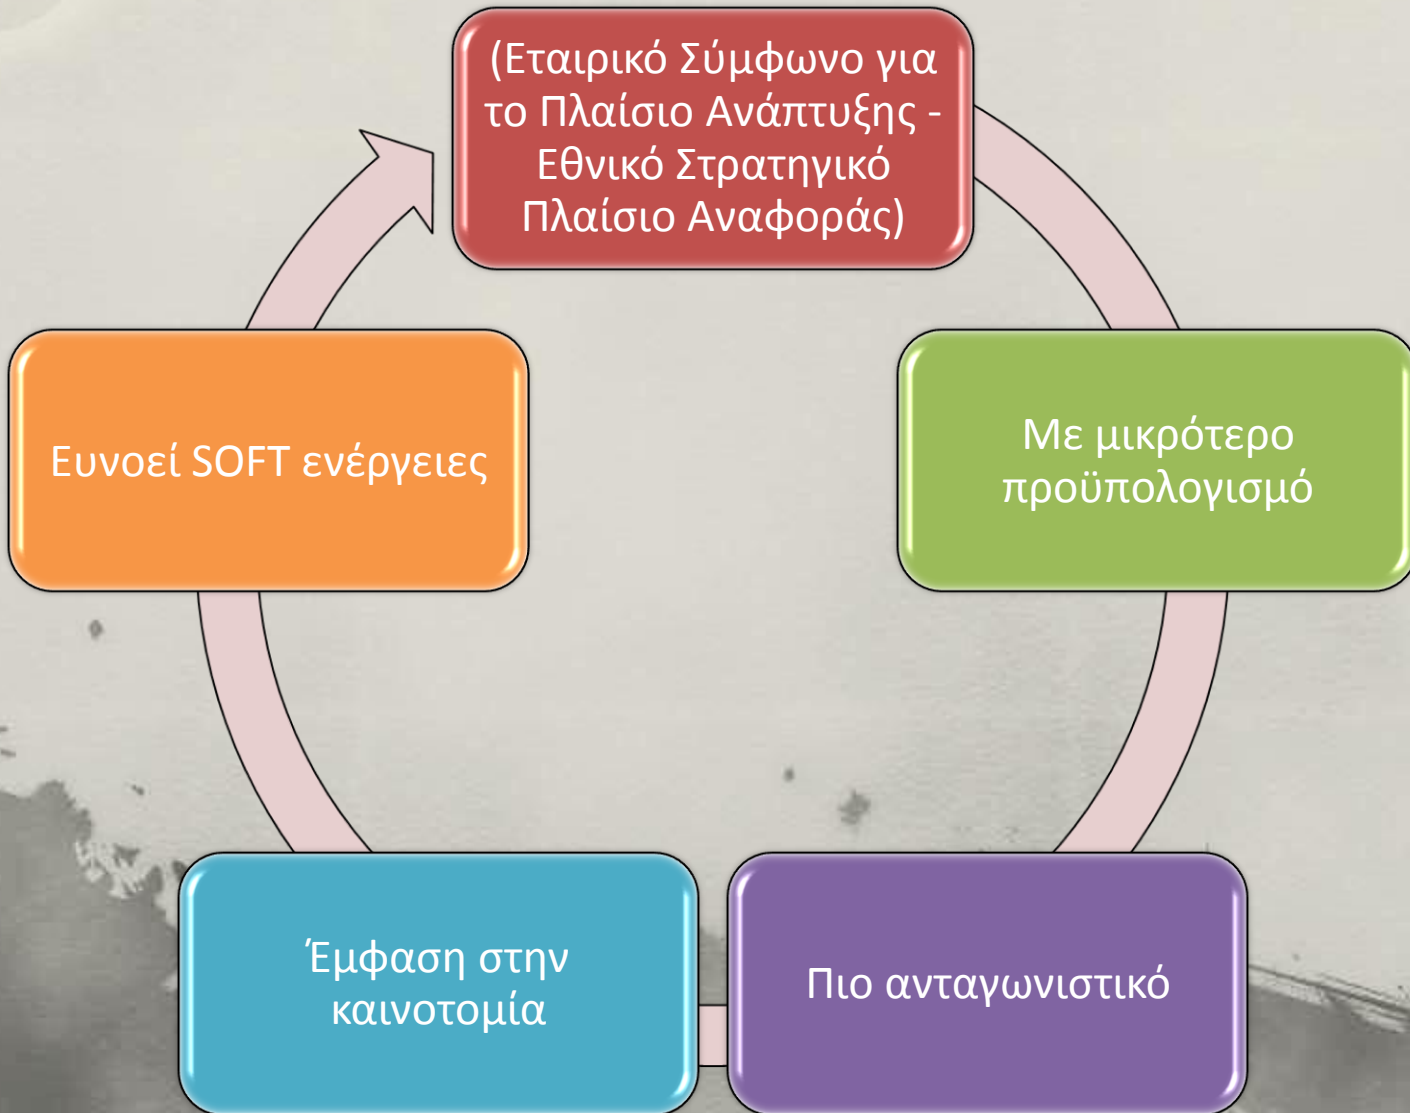 (Εταιρικό Σύμφωνο για
το Πλαίσιο Ανάπτυξης -
Εθνικό Στρατηγικό
Πλαίσιο Αναφοράς)
Ευνοεί SOFT ενέργειες
Με μικρότερο
προϋπολογισμό
Έμφαση στην
καινοτομία
Πιο ανταγωνιστικό